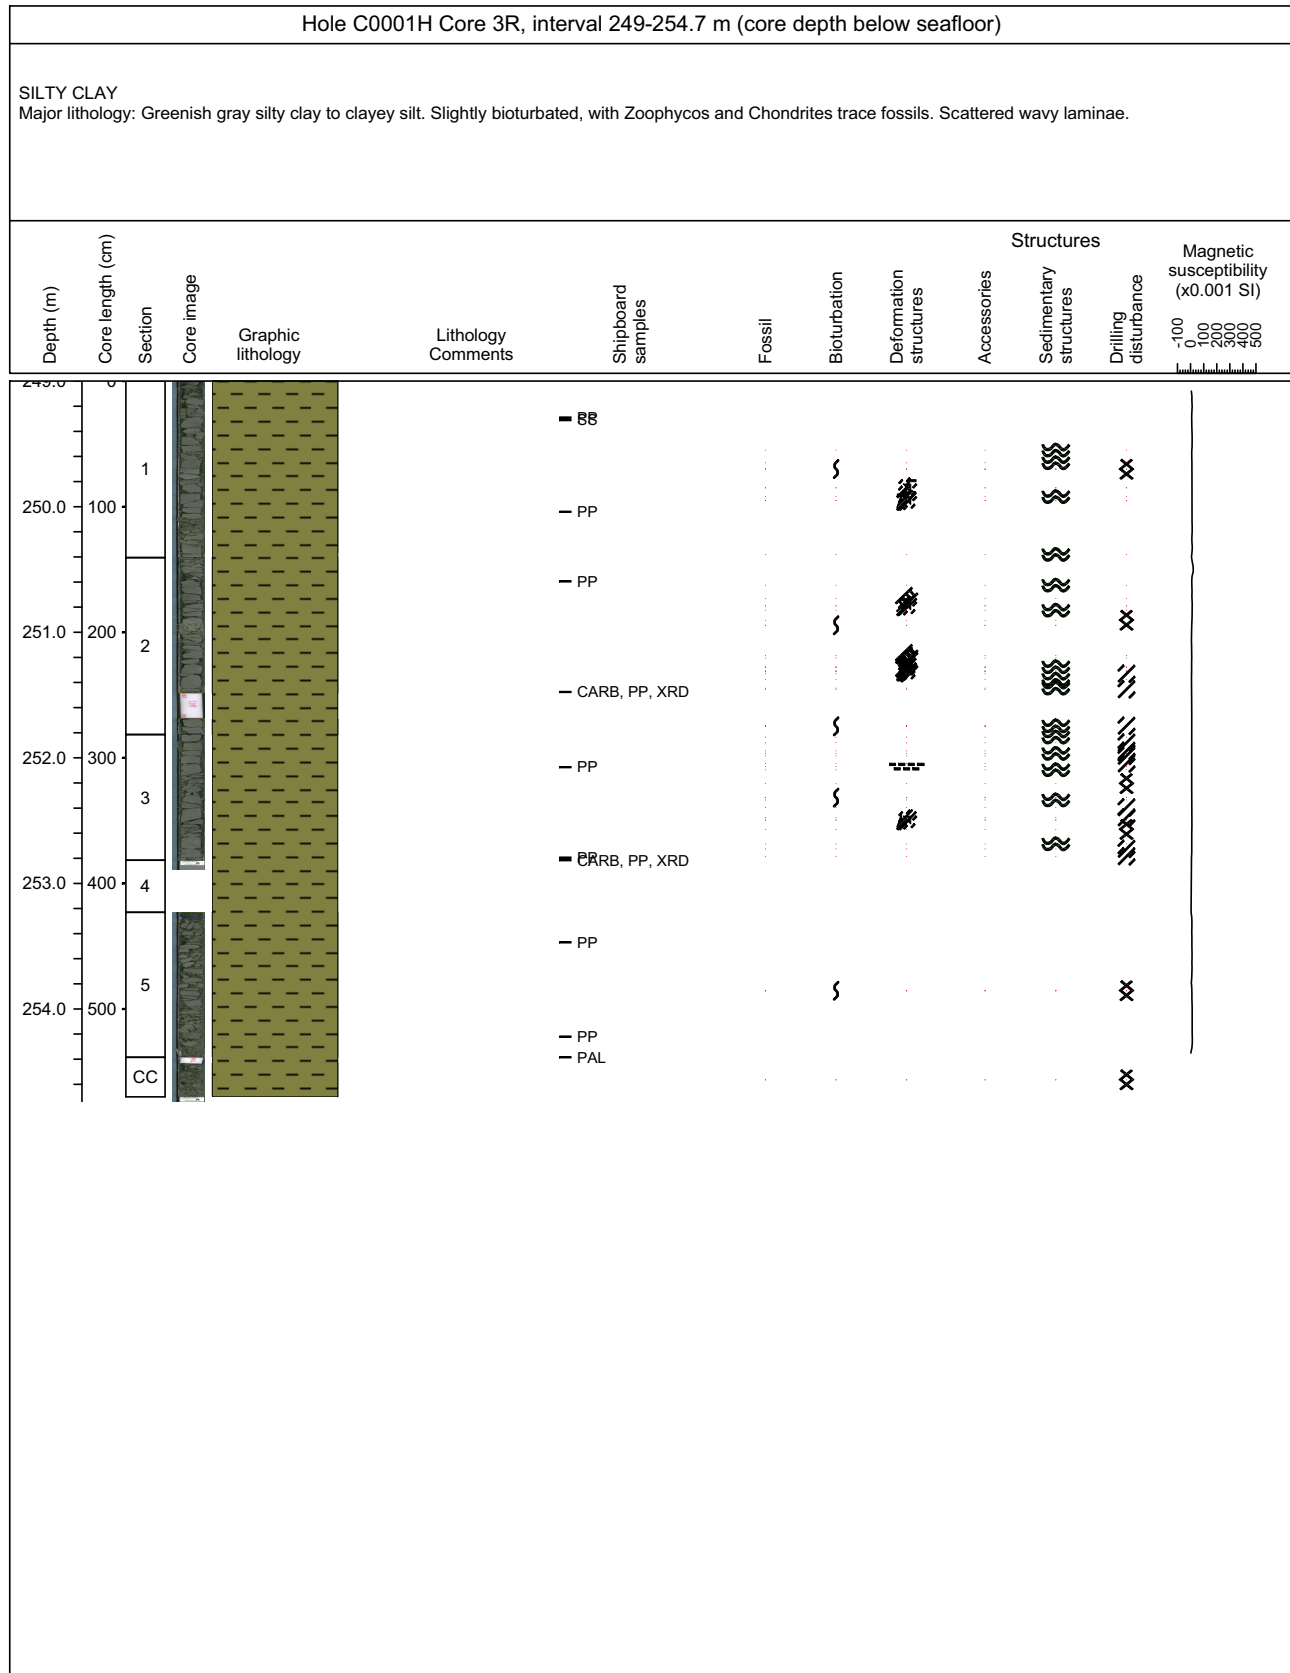 Hole C0001H Core 3R, interval 249-254.7 m (core depth below seafloor)
SILTY CLAY
Major lithology: Greenish gray silty clay to clayey silt. Slightly bioturbated, with Zoophycos and Chondrites trace fossils. Scattered wavy laminae.
Depth (m)
Core length (cm)
Section
Core image
Graphic
lithology
Lithology
Comments
Shipboard
samples
Fossil
Bioturbation
Structures
Deformation
structures
Accessories
Sedimentary
structures
Drilling
disturbance
Magnetic
susceptibility
(x0.001 SI)
-100
0
100
200
300
400
500
249.0
0
PP
SS
1
250.0
100
PP
PP
251.0
200
2
CARB, PP, XRD
252.0
300
PP
3
PP
CARB, PP, XRD
253.0
400
4
PP
5
254.0
500
PP
PAL
CC